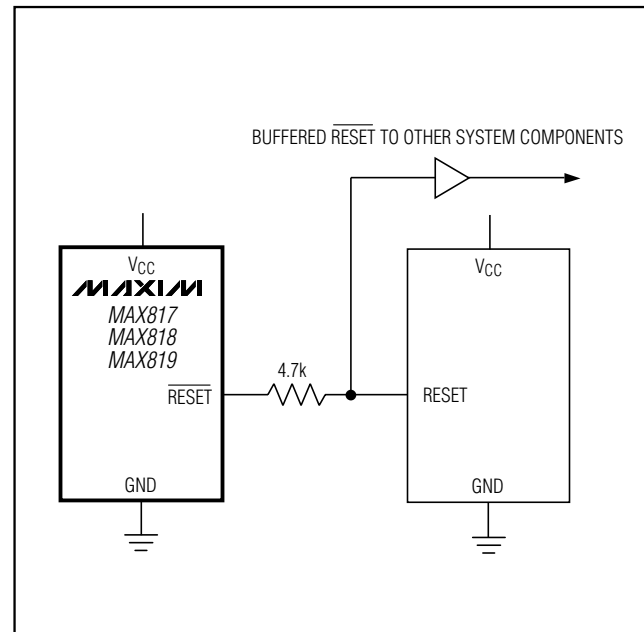 BUFFERED RESET TO OTHER SYSTEM COMPONENTS
VCC
MAXIM
MAX817
MAX818
MAX819
RESET
GND
4.7k
VCC
RESET
GND